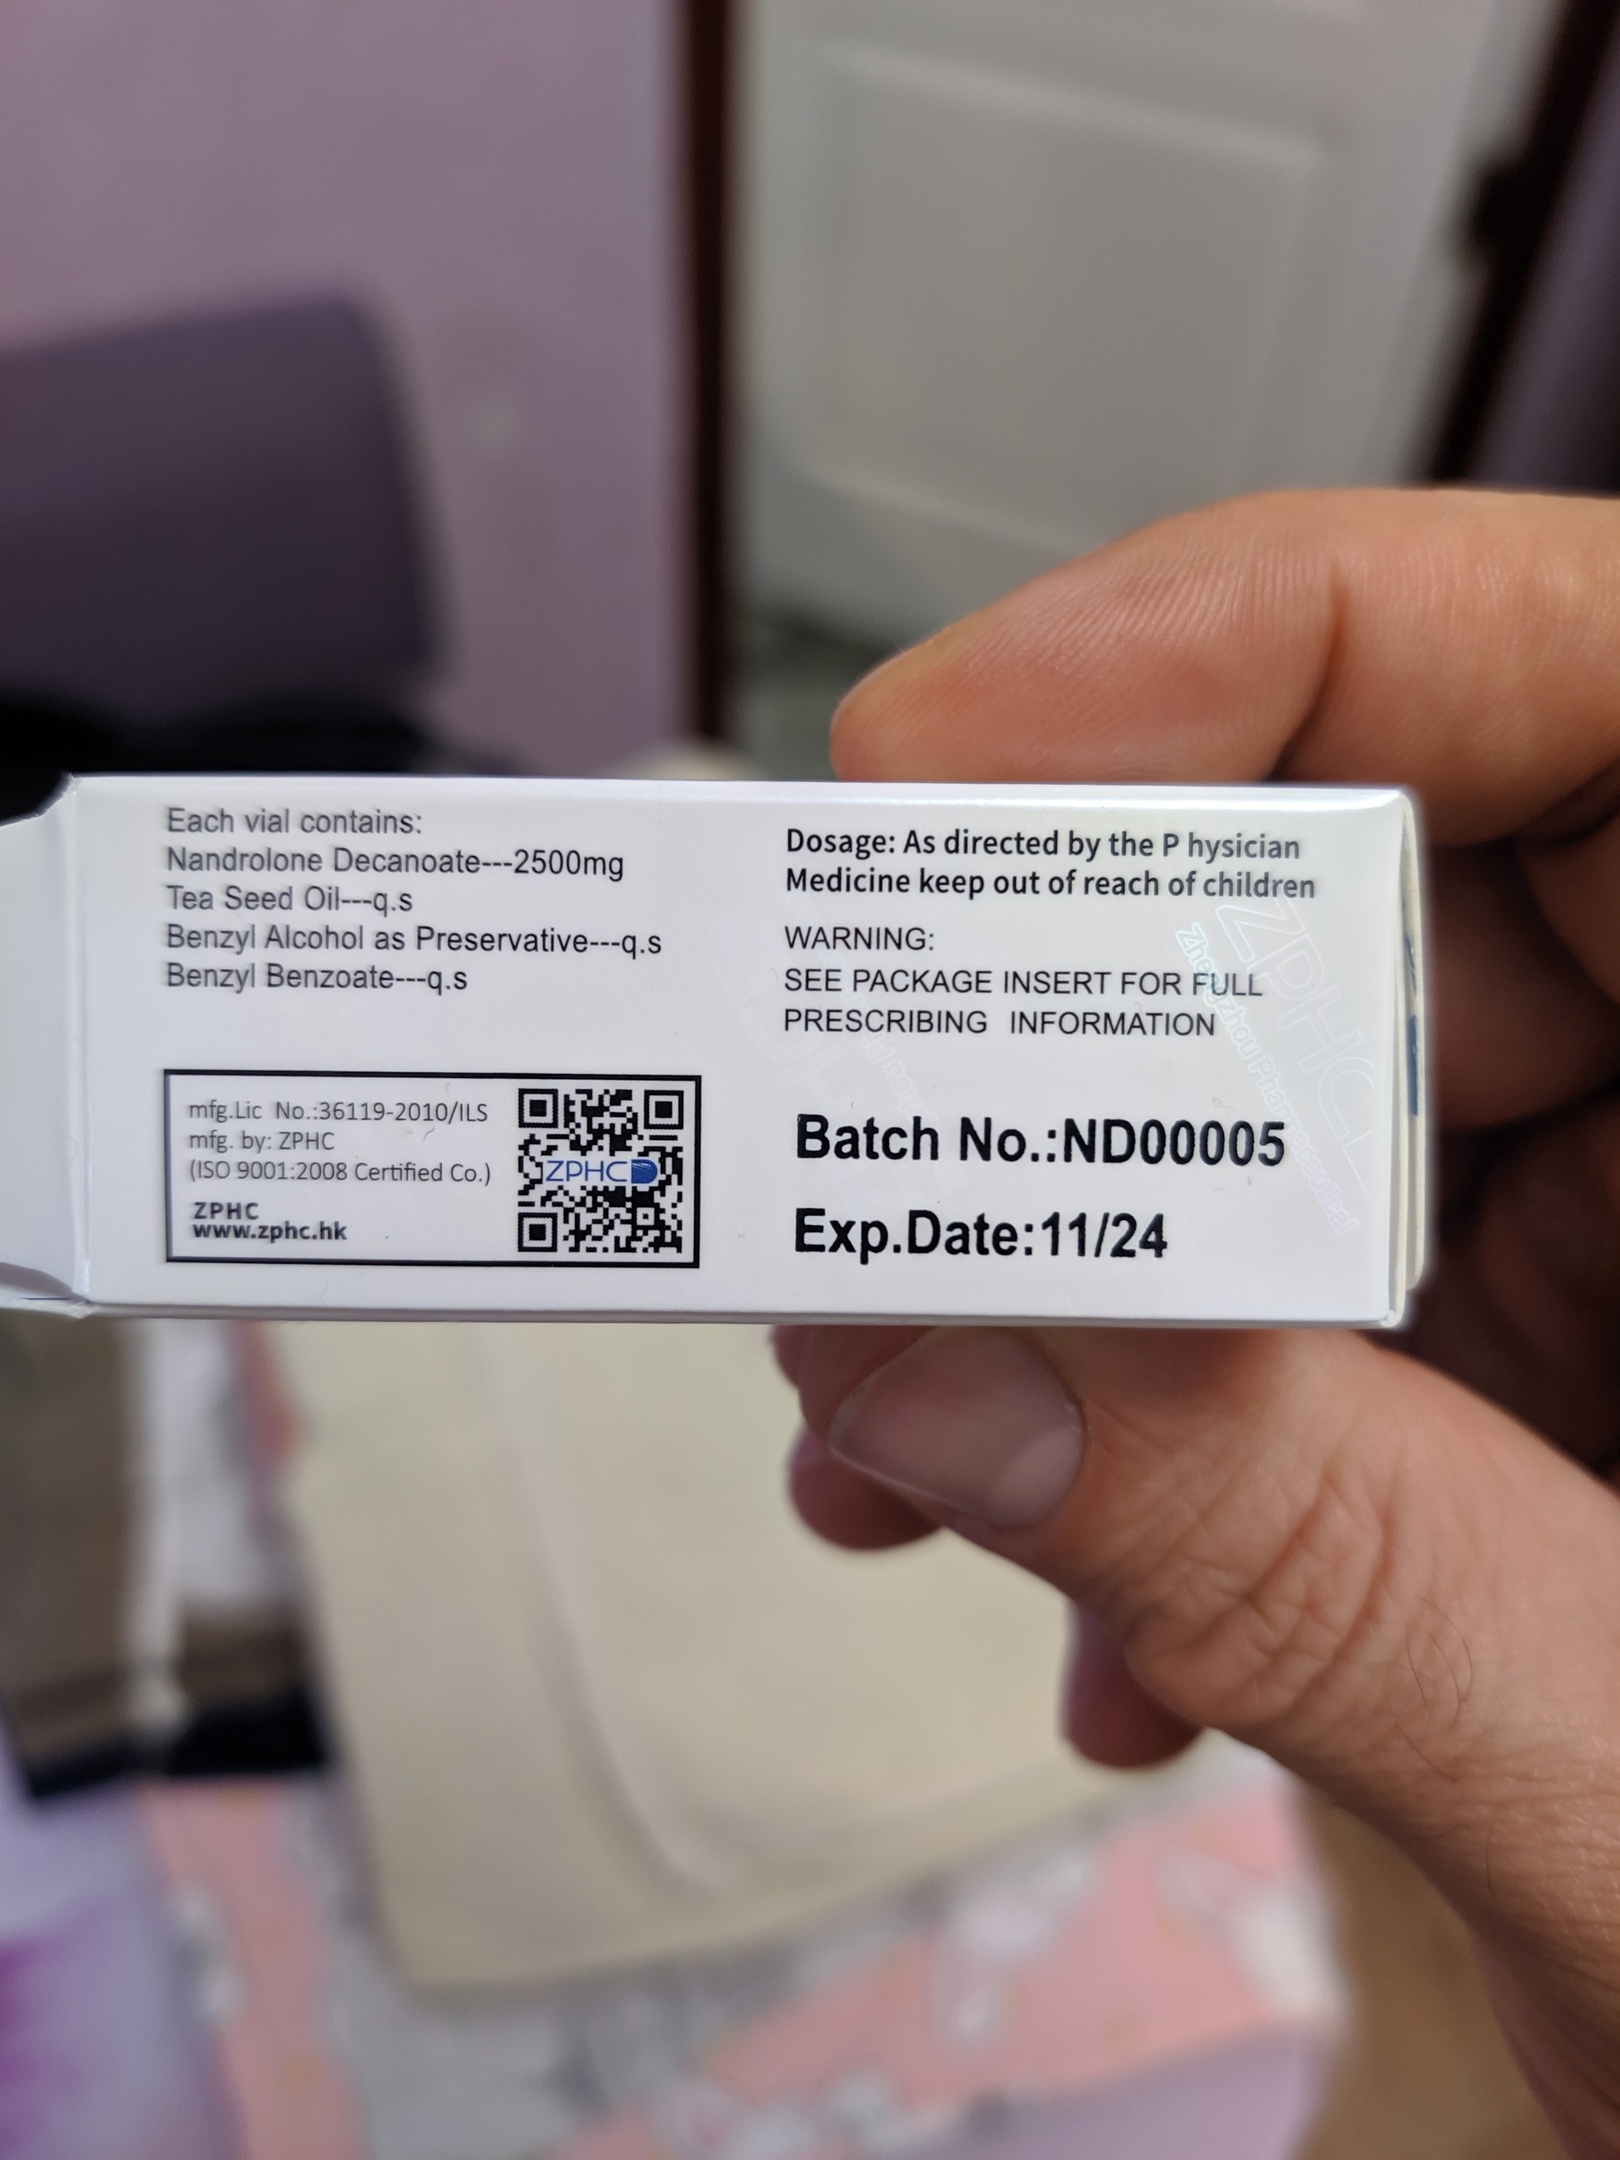 Each vial contains:
Nandrolone Decanoate---2500mg
Tea Seed Oil---q.s
Benzyl Alcohol as Preservative---q.s
Benzyl Benzoate---q.s
mfg.Lic No.:36119-2010/ILS
mfg. by: ZPHC
(ISO 9001:2008 Certified Co.)
ZPHC
www.zphc.hk
ZPHC
Dosage: As directed by the P hysician
Medicine keep out of reach of children
WARNING:
SEE PACKAGE INSERT FOR FULL
PRESCRIBING INFORMATION
Batch No.:ND00005
Exp.Date:11/24
ZPHC
Zhengzhou Pharmaceutical